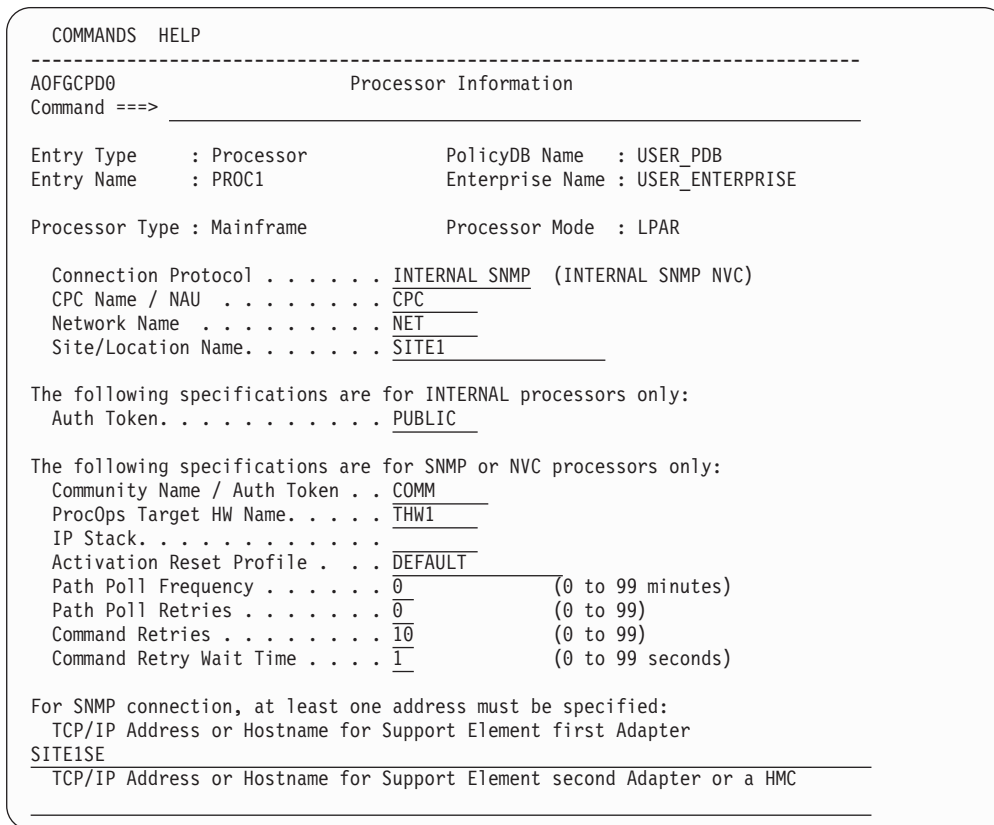 COMMANDS HELP
-------------------------------------------------------------------------------
AOFGCPD0 Processor Information
Command ===>
Entry Type : Processor PolicyDB Name : USER_PDB
Entry Name : PROC1 Enterprise Name : USER_ENTERPRISE
Processor Type : Mainframe Processor Mode : LPAR
Connection Protocol . . . . . . INTERNAL SNMP (INTERNAL SNMP NVC)
CPC Name / NAU . . . . . . . . CPC
Network Name . . . . . . . . . NET
Site/Location Name. . . . . . . SITE1
The following specifications are for INTERNAL processors only:
Auth Token. . . . . . . . . . . PUBLIC
The following specifications are for SNMP or NVC processors only:
Community Name / Auth Token . . COMM
ProcOps Target HW Name. . . . . THW1
IP Stack. . . . . . . . . . . .
Activation Reset Profile . . . DEFAULT
Path Poll Frequency . . . . . . 0 (0 to 99 minutes)
Path Poll Retries . . . . . . . 0 (0 to 99)
Command Retries . . . . . . . . 10 (0 to 99)
Command Retry Wait Time . . . . 1 (0 to 99 seconds)
For SNMP connection, at least one address must be specified:
TCP/IP Address or Hostname for Support Element first Adapter
SITE1SE
TCP/IP Address or Hostname for Support Element second Adapter or a HMC